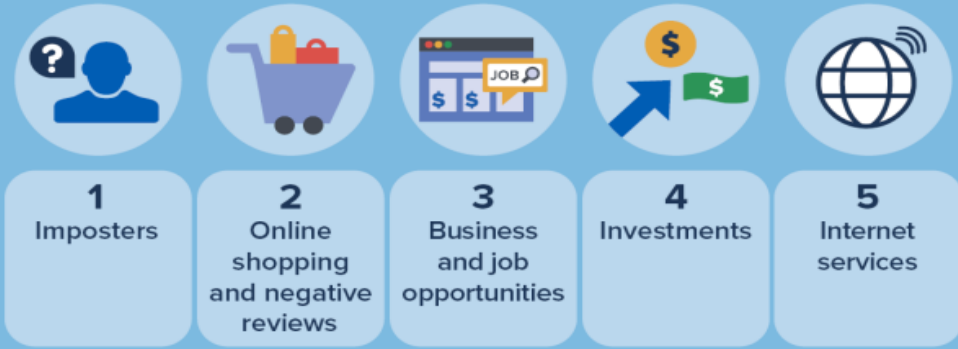 ?
JOB
$ $
$
$
1
Imposters
2
Online
shopping
and negative
reviews
3
Business
and job
opportunities
4
Investments
5
Internet
services